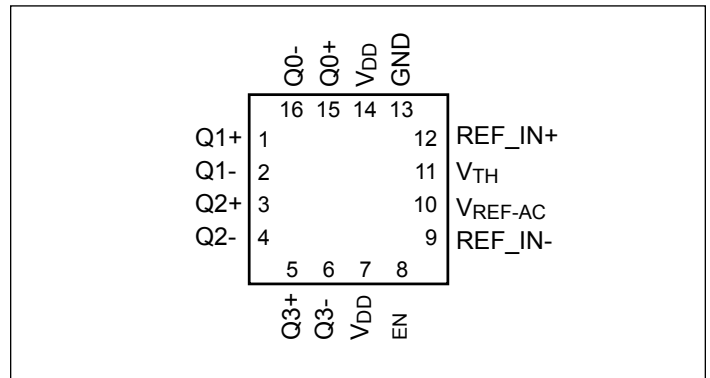 Q0- Q0+ VDD GND
16 15 14 13
Q1+ 1 12 REF_IN+
Q1- 2 11 VTH
Q2+ 3 10 VREF-AC
Q2- 4 9 REF_IN-
5 6 7 8
Q3+ Q3- VDD EN